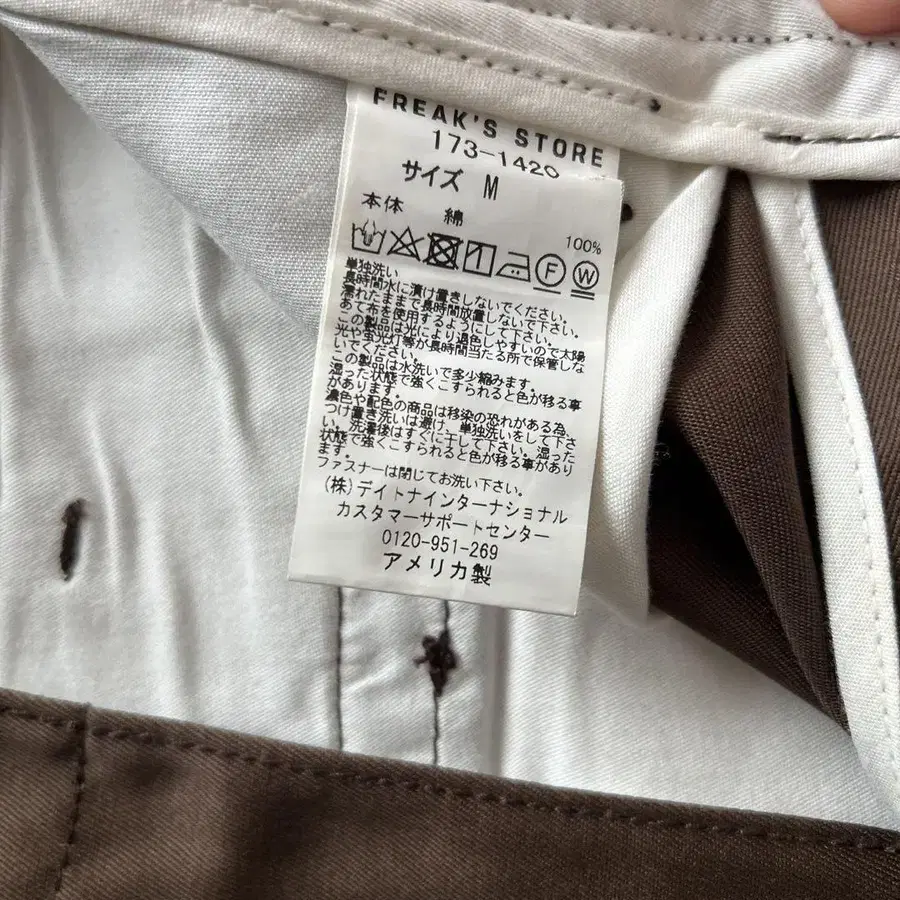 FREAK'S STORE
173-1420
サイズ M
本体 綿 100%
F W
単独洗い
長時間水に漬け置きしないでください。
濡れたままで長時間放置しないで下さい。
あて布を使用するようにして下さい。
この製品は光により退色しやすいので太陽
光や蛍光灯等が長時間当たる所で保管しな
いでください。
この製品は水洗いで多少縮みます。
湿った状態で強くこすられると色が移る事
があります。
濃色や配色の商品は移染の恐れがある為、
つけ置き洗いは避け、単独洗いをして下さ
い。洗濯後はすぐに干して下さい。湿った
状態で強くこすられると色が移る事があり
ます。
ファスナーは閉じてお洗い下さい。
(株)デイトナインターナショナル
カスタマーサポートセンター
0120-951-269
アメリカ製